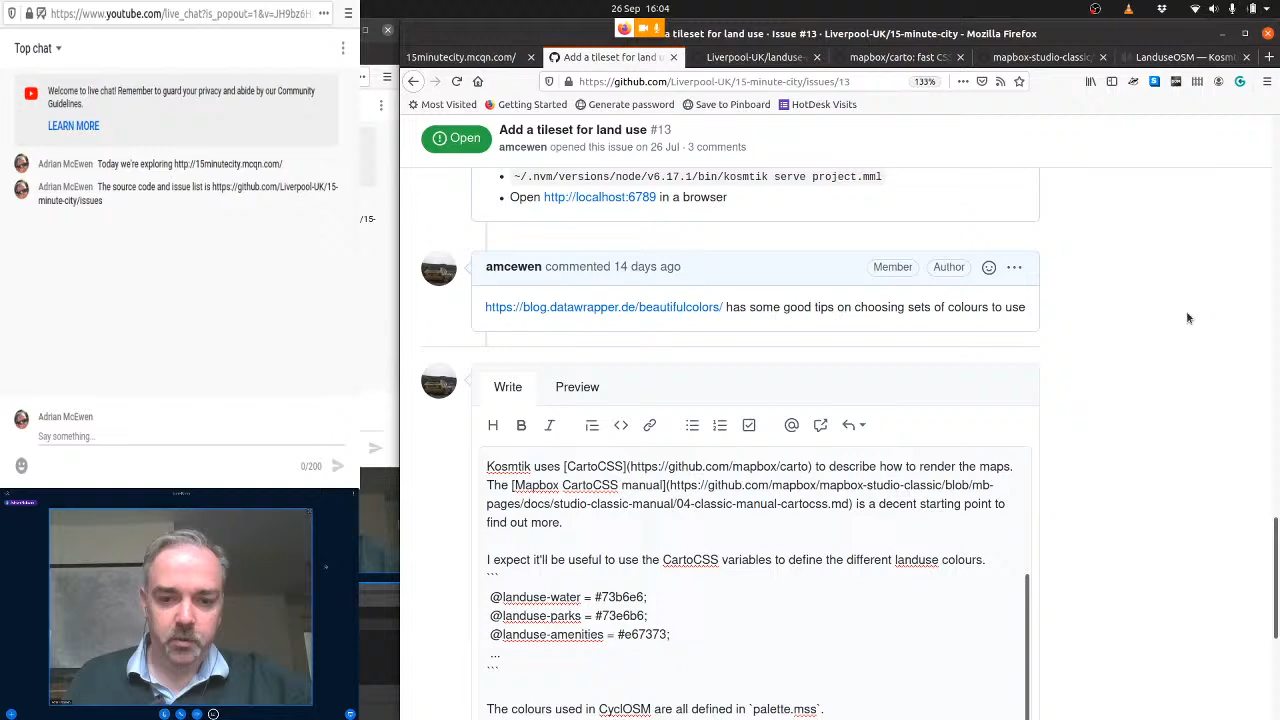 26 Sep 16:04
https://www.youtube.com/live_chat?is_popout=1&v=JH9bz6H
Top chat
Welcome to live chat! Remember to guard your privacy and abide by our Community
Guidelines.
LEARN MORE
Adrian McEwen Today we're exploring http://15minutecity.mcqn.com/
Adrian McEwen The source code and issue list is https://github.com/Liverpool-UK/15-
minute-city/issues
/15-
Adrian McEwen
Say something...
0/200
a tileset for land use · Issue #13 · Liverpool-UK/15-minute-city - Mozilla Firefox
15minutecity.mcqn.com/
Add a tileset for land us
Liverpool-UK/landuse
mapbox/carto: fast CS
mapbox-studio-classic
LanduseOSM — Kosm
https://github.com/Liverpool-UK/15-minute-city/issues/13
133%
Most Visited
Getting Started
Generate password
Save to Pinboard
HotDesk Visits
Open
Add a tileset for land use #13
amcewen opened this issue on 26 Jul · 3 comments
~/.nvm/versions/node/v6.17.1/bin/kosmtik serve project.mml
Open http://localhost:6789 in a browser
amcewen commented 14 days ago
Member
Author
https://blog.datawrapper.de/beautifulcolors/ has some good tips on choosing sets of colours to use
Write
Preview
Kosmtik uses [CartoCSS](https://github.com/mapbox/carto) to describe how to render the maps.
The [Mapbox CartoCSS manual](https://github.com/mapbox/mapbox-studio-classic/blob/mb-
pages/docs/studio-classic-manual/04-classic-manual-cartocss.md) is a decent starting point to
find out more.
I expect it'll be useful to use the CartoCSS variables to define the different landuse colours.
```
@landuse-water = #73b6e6;
@landuse-parks = #73e6b6;
@landuse-amenities = #e67373;
...
```
The colours used in CyclOSM are all defined in `palette.mss`.